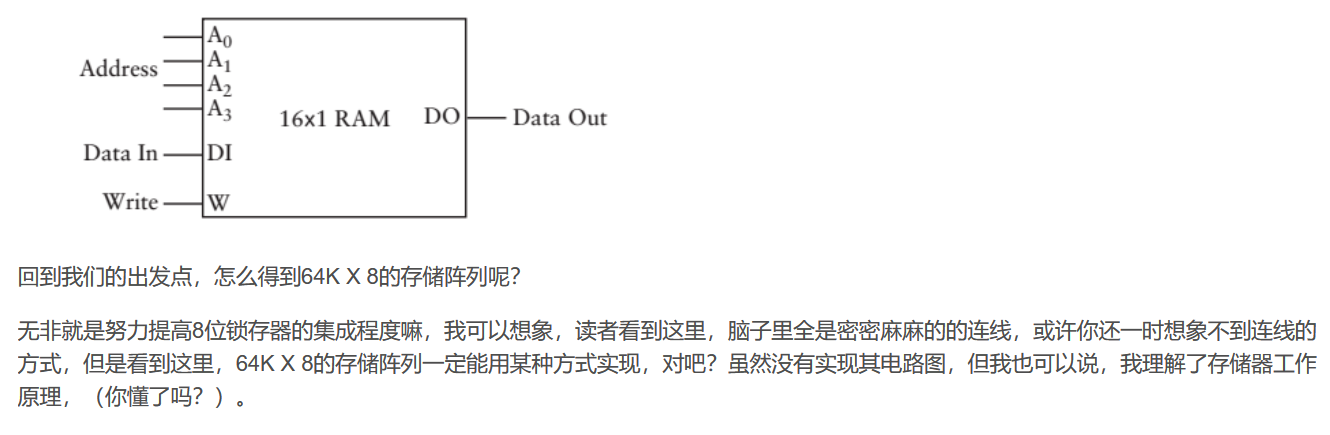 A0
A1
Address
A2
A3
16x1 RAM
DO
Data Out
Data In
DI
Write
W
回到我们的出发点，怎么得到64K X 8的存储阵列呢？
无非就是努力提高8位锁存器的集成程度嘛，我可以想象，读者看到这里，脑子里全是密密麻麻的的连线，或许你还一时想象不到连线的
方式，但是看到这里，64K X 8的存储阵列一定能用某种方式实现，对吧？虽然没有实现其电路图，但我也可以说，我理解了存储器工作
原理，（你懂了吗？）。